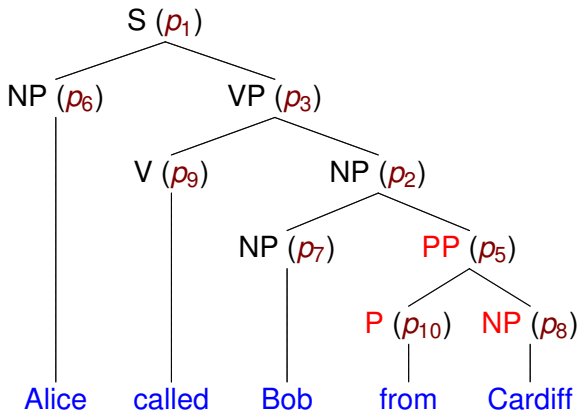 S (p₁)
NP (p₆) VP (p₃)
V (p₉) NP (p₂)
NP (p₇) PP (p₅)
P (p₁₀) NP (p₈)
Alice called Bob from Cardiff